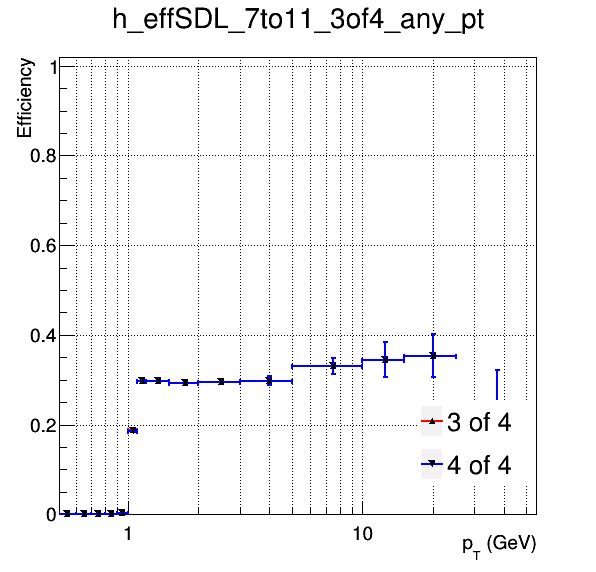 h_effSDL_7to11_3of4_any_pt
Efficiency
1
0.8
0.6
0.4
0.2
0
3 of 4
4 of 4
1
10
p_T (GeV)